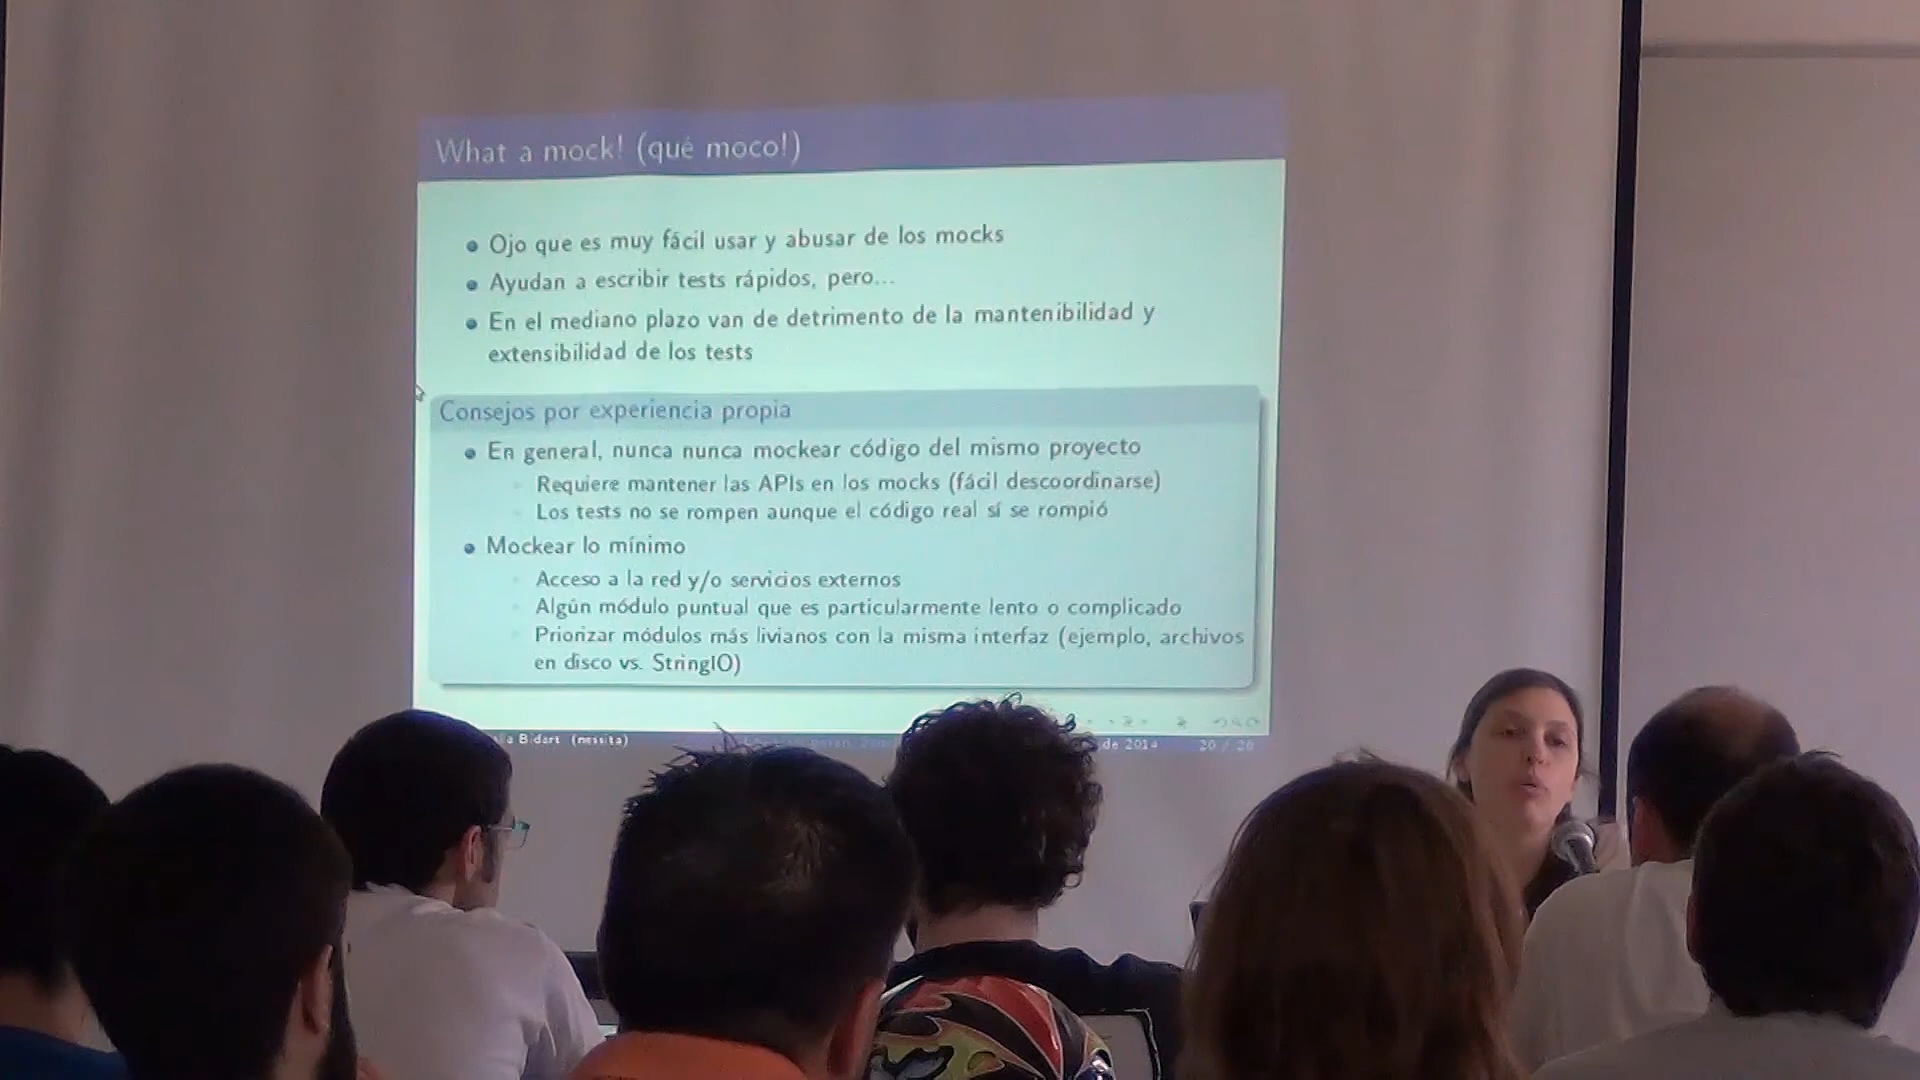 What a mock! (qué moco!)
Ojo que es muy fácil usar y abusar de los mocks
Ayudan a escribir tests rápidos, pero...
En el mediano plazo van de detrimento de la mantenibilidad y
extensibilidad de los tests
Consejos por experiencia propia
En general, nunca nunca mockear código del mismo proyecto
Requiere mantener las APIs en los mocks (fácil descoordinarse)
Los tests no se rompen aunque el código real sí se rompió
Mockear lo mínimo
Acceso a la red y/o servicios externos
Algún módulo puntual que es particularmente lento o complicado
Priorizar módulos más livianos con la misma interfaz (ejemplo, archivos
en disco vs. StringIO)
a Bidart (nessita) de 2014 20 / 26